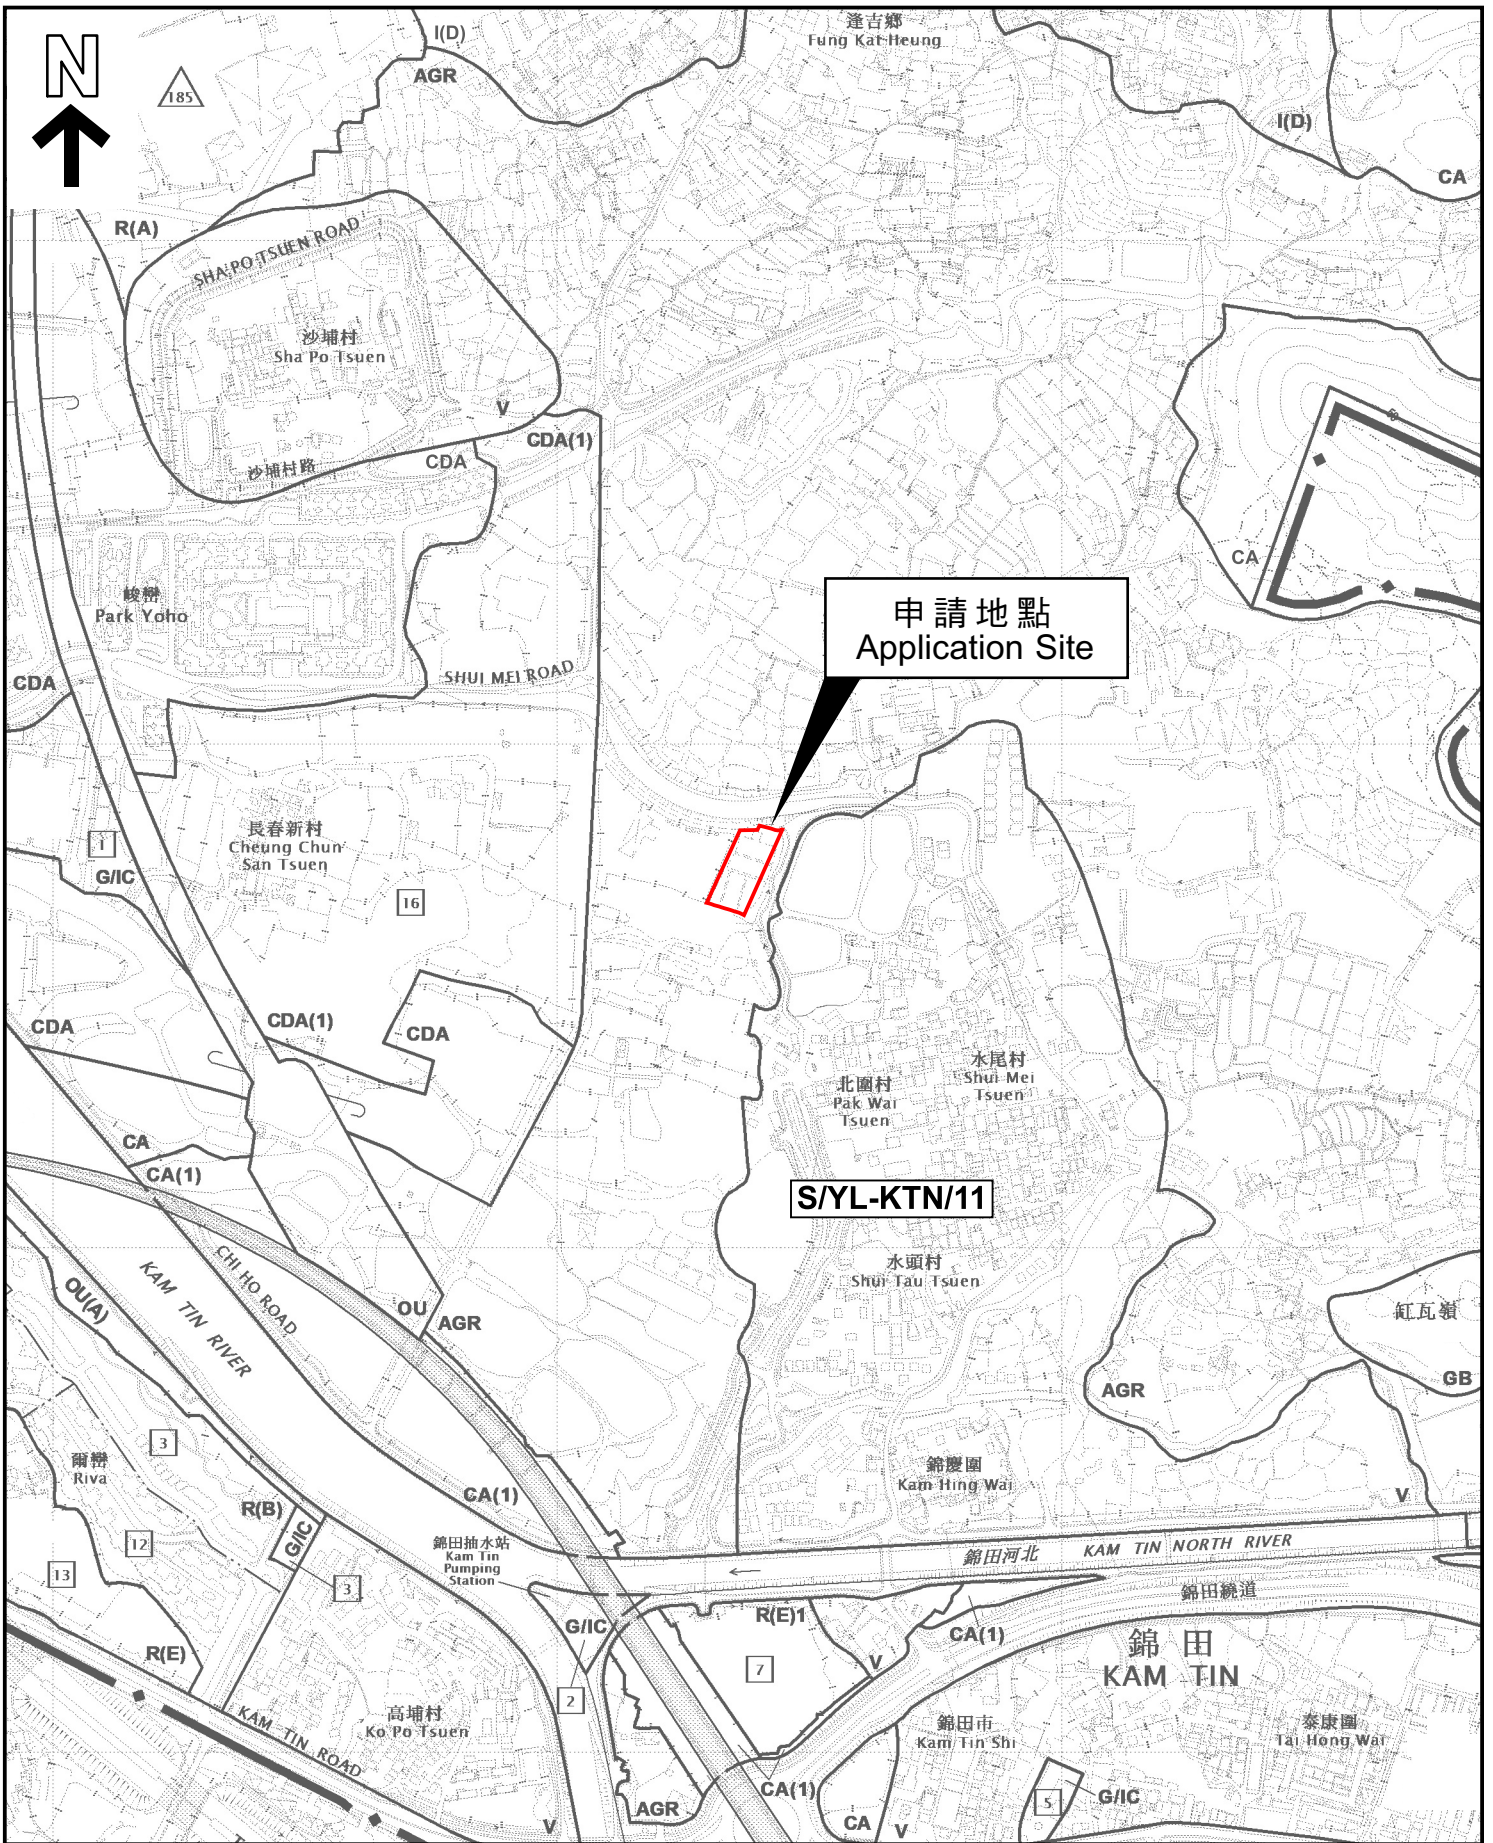 N
185
I(D)
AGR
逢吉鄉
Fung Kat Heung
I(D)
CA
R(A)
SHA PO TSUEN ROAD
沙埔村
Sha Po Tsuen
V
CDA(1)
沙埔村路
CDA
50
CA
峻巒
Park Yoho
申請地點
Application Site
SHUI MEI ROAD
CDA
長春新村
Cheung Chun
San Tsuen
1
G/IC
16
CDA
CDA(1)
CDA
水尾村
Shui Mei
Tsuen
北圍村
Pak Wai
Tsuen
CA
CA(1)
S/YL-KTN/11
水頭村
Shui Tau Tsuen
CHI HO ROAD
KAM TIN RIVER
OU(A)
OU
AGR
缸瓦嶺
GB
AGR
3
爾巒
Riva
錦慶圍
Kam Hing Wai
CA(1)
V
R(B)
G/IC
12
13
3
錦田抽水站
Kam Tin
Pumping
Station
錦田河北
KAM TIN NORTH RIVER
錦田繞道
G/IC
R(E)1
CA(1)
錦田
KAM TIN
R(E)
7
V
2
高埔村
Ko Po Tsuen
KAM TIN ROAD
錦田市
Kam Tin Shi
泰康圍
Tai Hong Wai
CA(1)
G/IC
5
AGR
CA
V
V